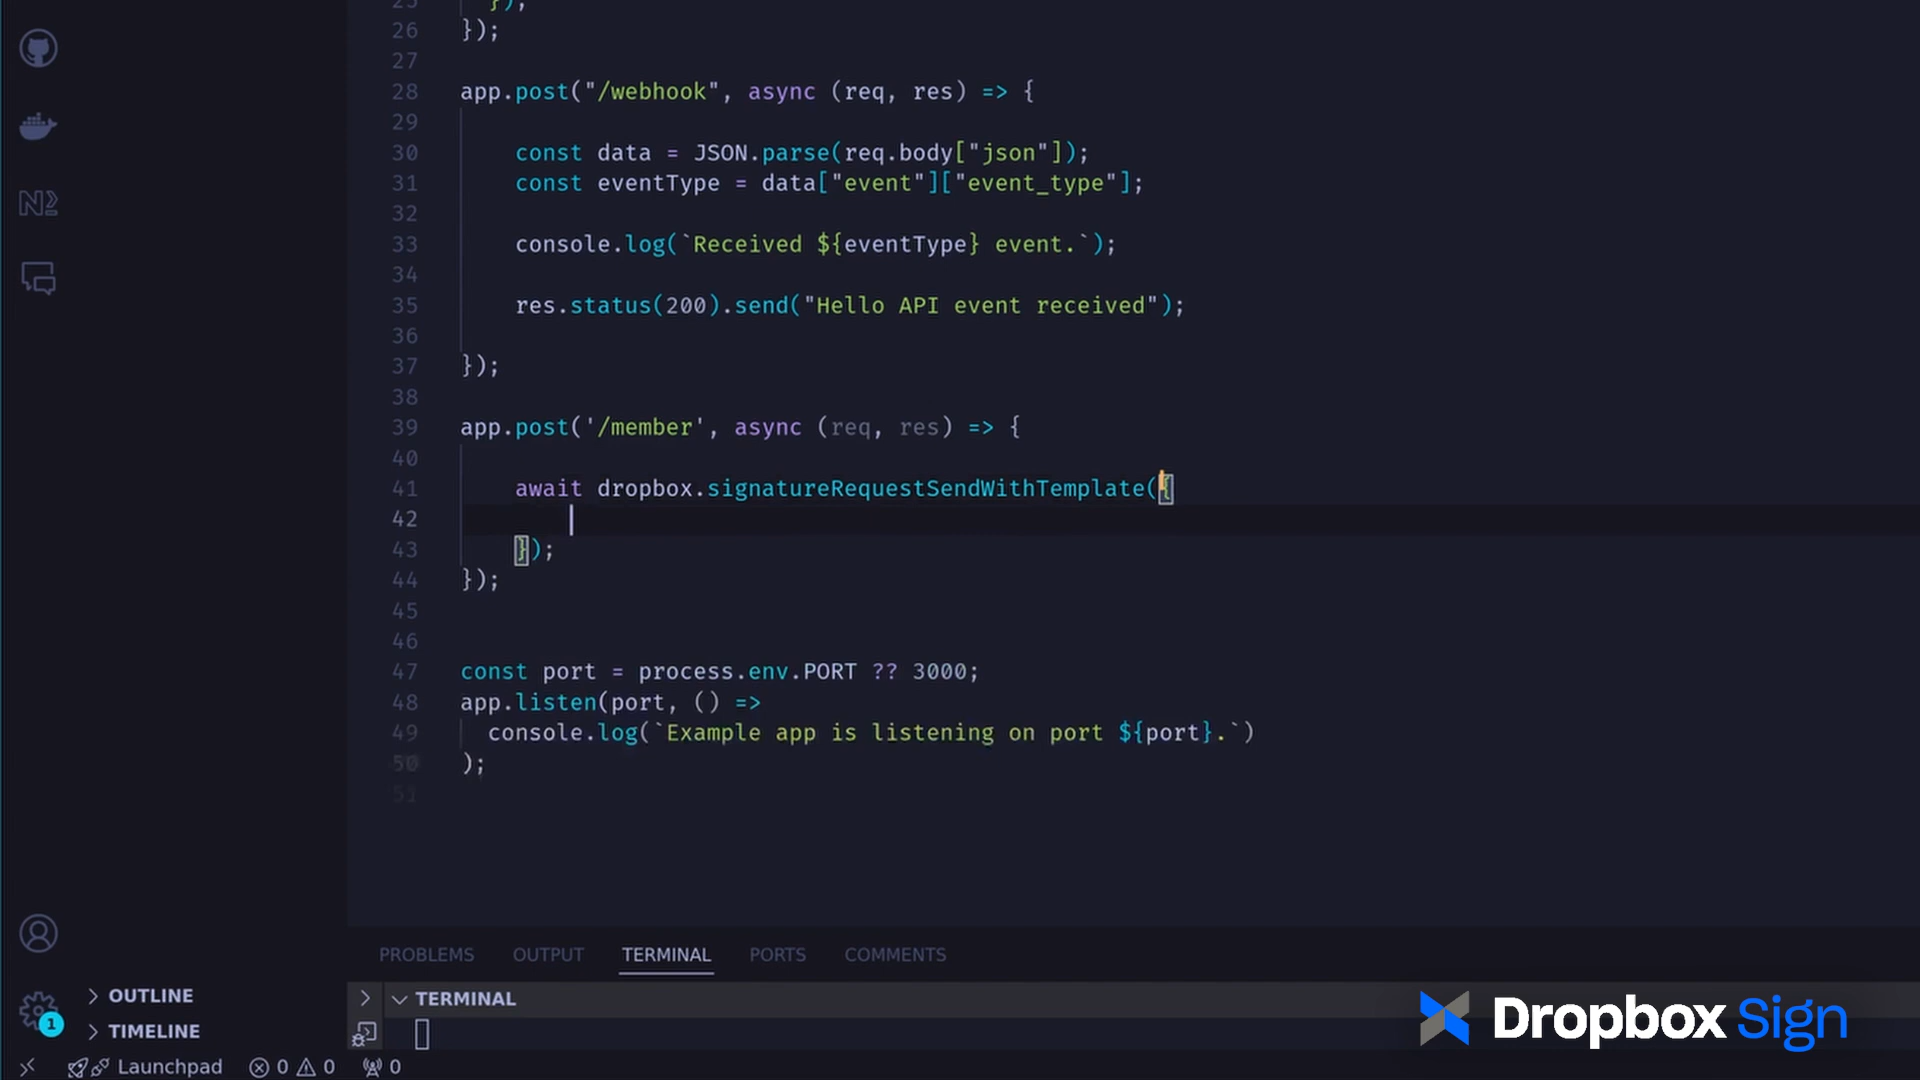 25 });
26 });
27
28 app.post("/webhook", async (req, res) => {
29
30 const data = JSON.parse(req.body["json"]);
31 const eventType = data["event"]["event_type"];
32
33 console.log(`Received ${eventType} event.`);
34
35 res.status(200).send("Hello API event received");
36
37 });
38
39 app.post('/member', async (req, res) => {
40
41 await dropbox.signatureRequestSendWithTemplate({
42
43 });
44 });
45
46
47 const port = process.env.PORT ?? 3000;
48 app.listen(port, () =>
49 console.log(`Example app is listening on port ${port}.`)
50 );
51
PROBLEMS OUTPUT TERMINAL PORTS COMMENTS
OUTLINE
TERMINAL
1
TIMELINE
Launchpad 0 0 0
Dropbox Sign